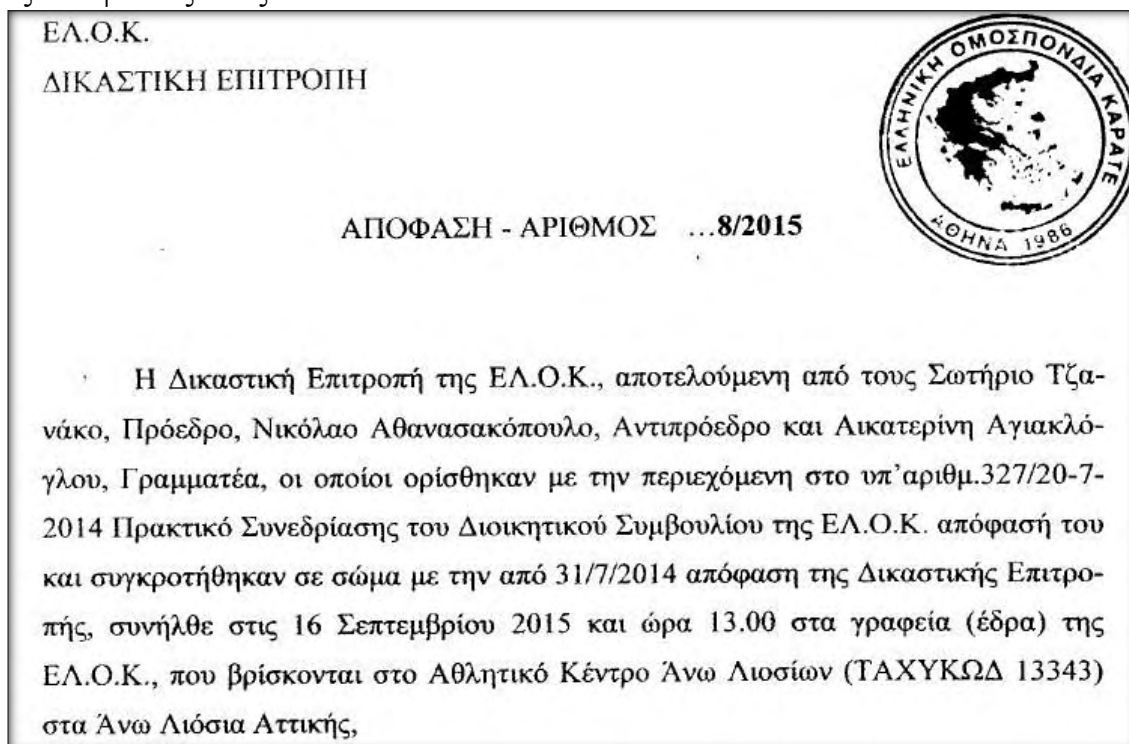 ΕΛ.Ο.Κ.
ΔΙΚΑΣΤΙΚΗ ΕΠΙΤΡΟΠΗ
ΕΛΛΗΝΙΚΗ ΟΜΟΣΠΟΝΔΙΑ ΚΑΡΑΤΕ
ΑΘΗΝΑ 1986
ΑΠΟΦΑΣΗ - ΑΡΙΘΜΟΣ ...8/2015
Η Δικαστική Επιτροπή της ΕΛ.Ο.Κ., αποτελούμενη από τους Σωτήριο Τζα-
νάκο, Πρόεδρο, Νικόλαο Αθανασακόπουλο, Αντιπρόεδρο και Αικατερίνη Αγιακλό-
γλου, Γραμματέα, οι οποίοι ορίσθηκαν με την περιεχόμενη στο υπ’αριθμ.327/20-7-
2014 Πρακτικό Συνεδρίασης του Διοικητικού Συμβουλίου της ΕΛ.Ο.Κ. απόφασή του
και συγκροτήθηκαν σε σώμα με την από 31/7/2014 απόφαση της Δικαστικής Επιτρο-
πής, συνήλθε στις 16 Σεπτεμβρίου 2015 και ώρα 13.00 στα γραφεία (έδρα) της
ΕΛ.Ο.Κ., που βρίσκονται στο Αθλητικό Κέντρο Άνω Λιοσίων (ΤΑΧΥΚΩΔ 13343)
στα Άνω Λιόσια Αττικής,